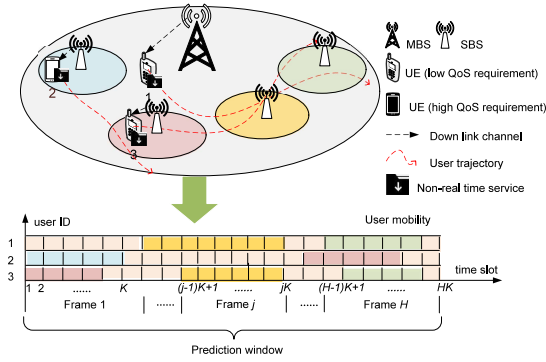 MBS SBS
UE (low QoS requirement)
UE (high QoS requirement)
Down link channel
User trajectory
Non-real time service
1
2
3
user ID
User mobility
1
2
3
time slot
1 2 ...... K (j-1)K+1 ...... jK (H-1)K+1 ...... HK
Frame 1 ...... Frame j ...... Frame H
Prediction window